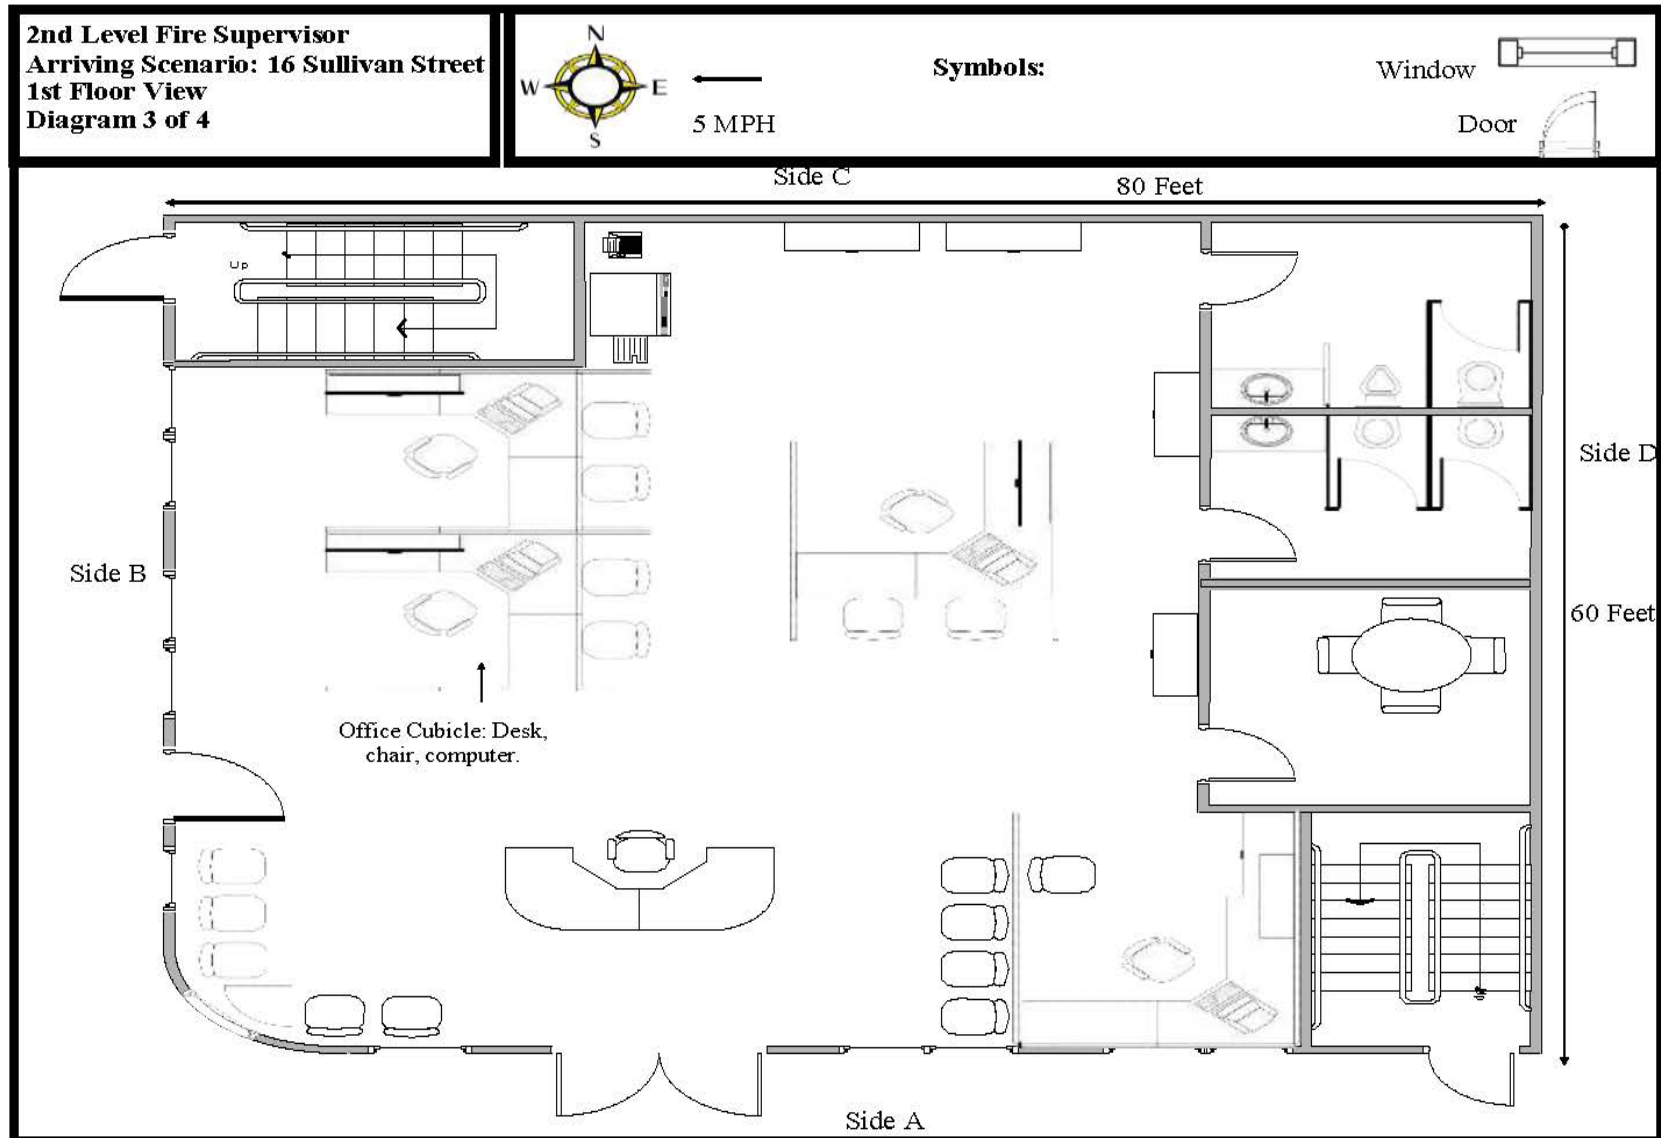 2nd Level Fire Supervisor
Arriving Scenario: 16 Sullivan Street
1st Floor View
Diagram 3 of 4
N
W
E
S
5 MPH
Symbols:
Window
Door
Side C
80 Feet
Up
Side D
Side B
60 Feet
Office Cubicle: Desk,
chair, computer.
Side A